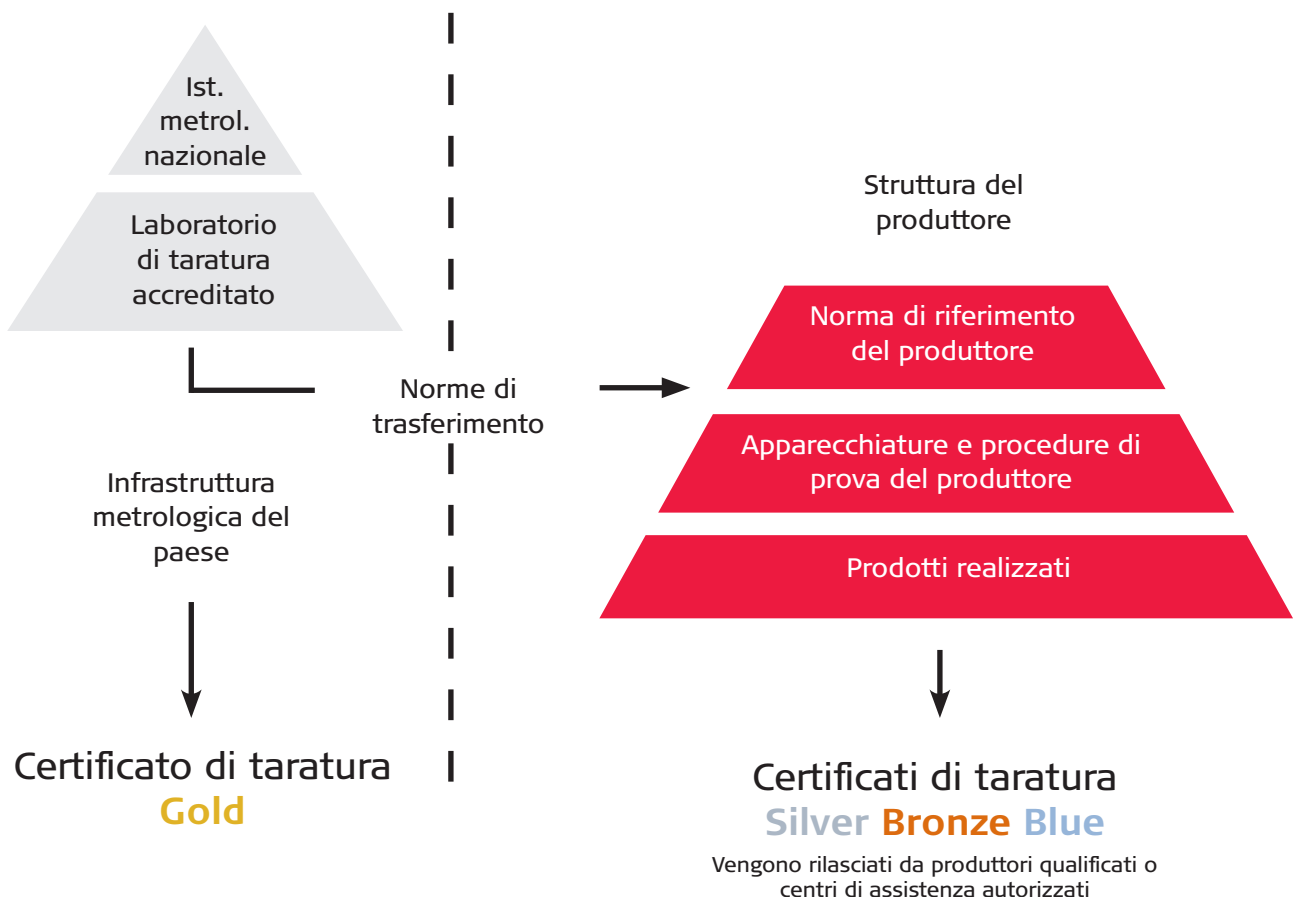 Ist.
metrol.
nazionale
Laboratorio
di taratura
accreditato
Struttura del
produttore
Norma di riferimento
del produttore
Norme di
trasferimento
Apparecchiature e procedure di
prova del produttore
Infrastruttura
metrologica del
paese
Prodotti realizzati
Certificato di taratura
Gold
Certificati di taratura
Silver Bronze Blue
Vengono rilasciati da produttori qualificati o
centri di assistenza autorizzati